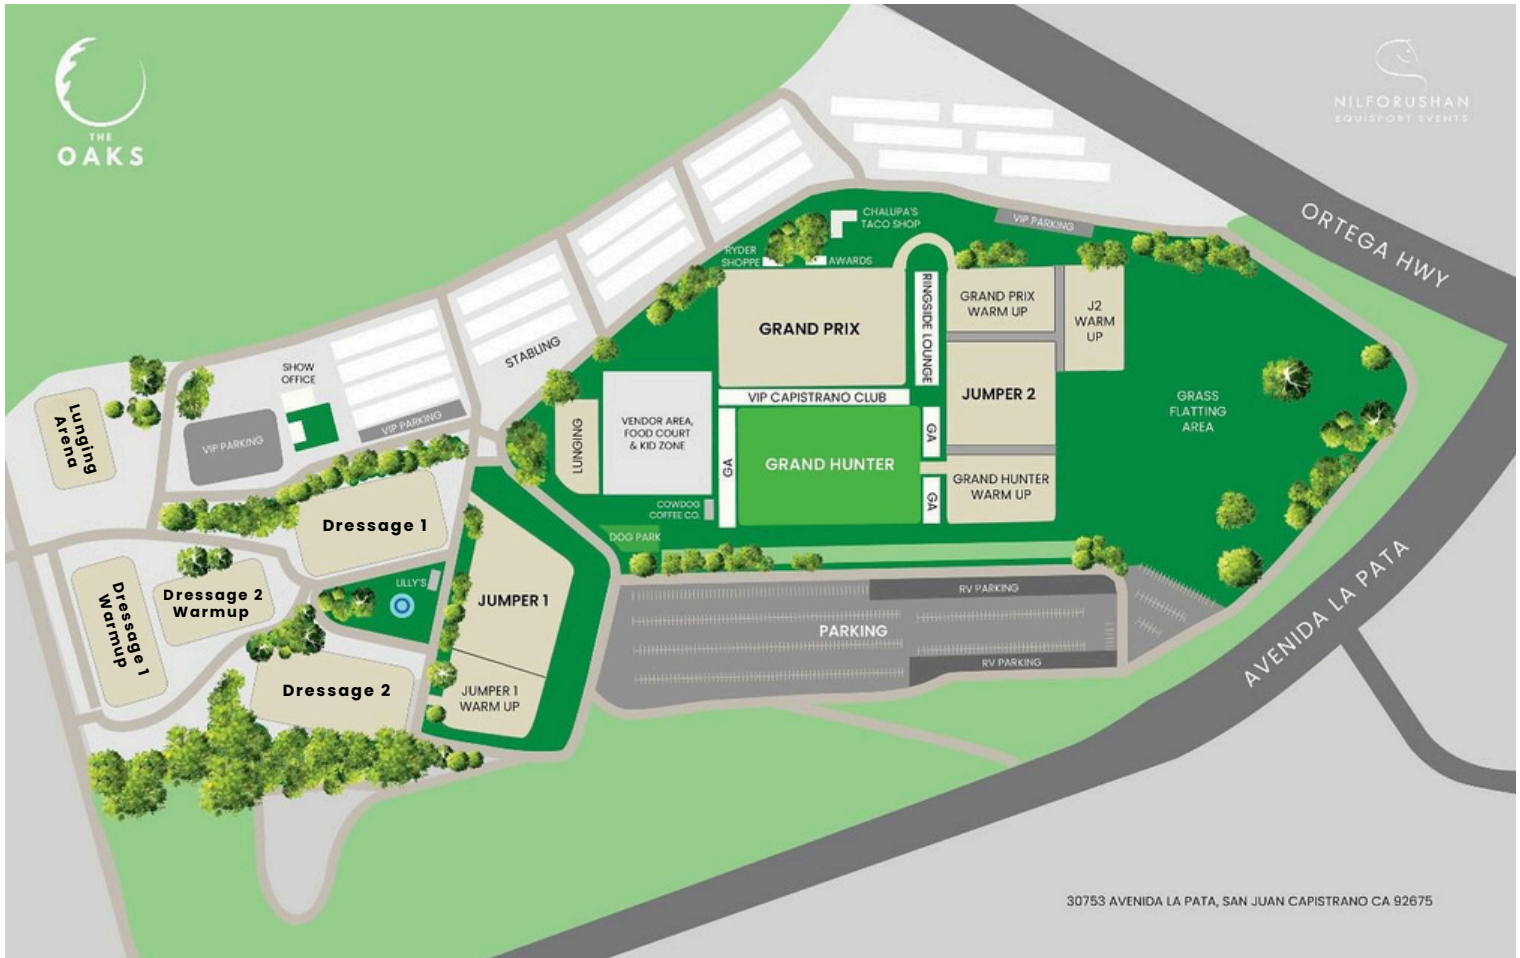 THE
OAKS
NILFORUSHAN
EQUISPORT EVENTS
ORTEGA HWY
CHALUPA'S
TACO SHOP
VIP PARKING
RYDER
SHOPPE
AWARDS
GRAND PRIX
RINGSIDE LOUNGE
GRAND PRIX
WARM UP
J2
WARM
UP
STABLING
SHOW
OFFICE
VIP PARKING
VIP PARKING
Lunging
Arena
LUNGING
VENDOR AREA,
FOOD COURT
& KID ZONE
VIP CAPISTRANO CLUB
JUMPER 2
GRASS
FLATTING
AREA
GA
GRAND HUNTER
GA
GA
GRAND HUNTER
WARM UP
COWDOG
COFFEE CO.
DOG PARK
Dressage 1
Dressage 1
Warmup
Dressage 2
Warmup
LILLY'S
JUMPER 1
RV PARKING
PARKING
RV PARKING
Dressage 2
JUMPER 1
WARM UP
AVENIDA LA PATA
30753 AVENIDA LA PATA, SAN JUAN CAPISTRANO CA 92675